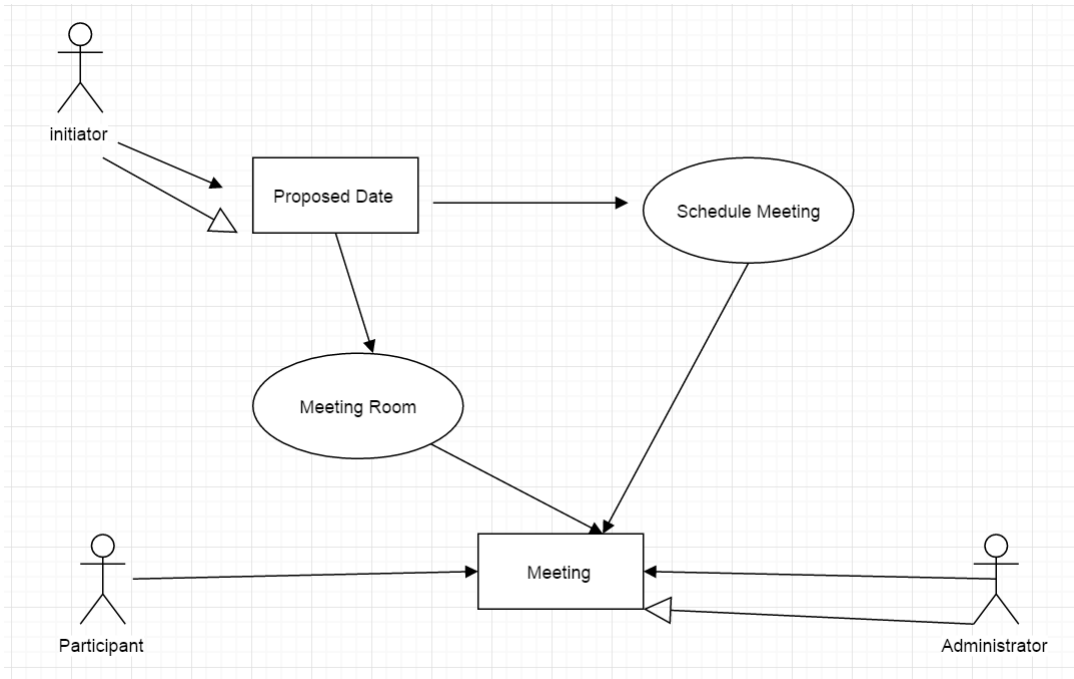 initiator
Proposed Date
Schedule Meeting
Meeting Room
Meeting
Participant
Administrator